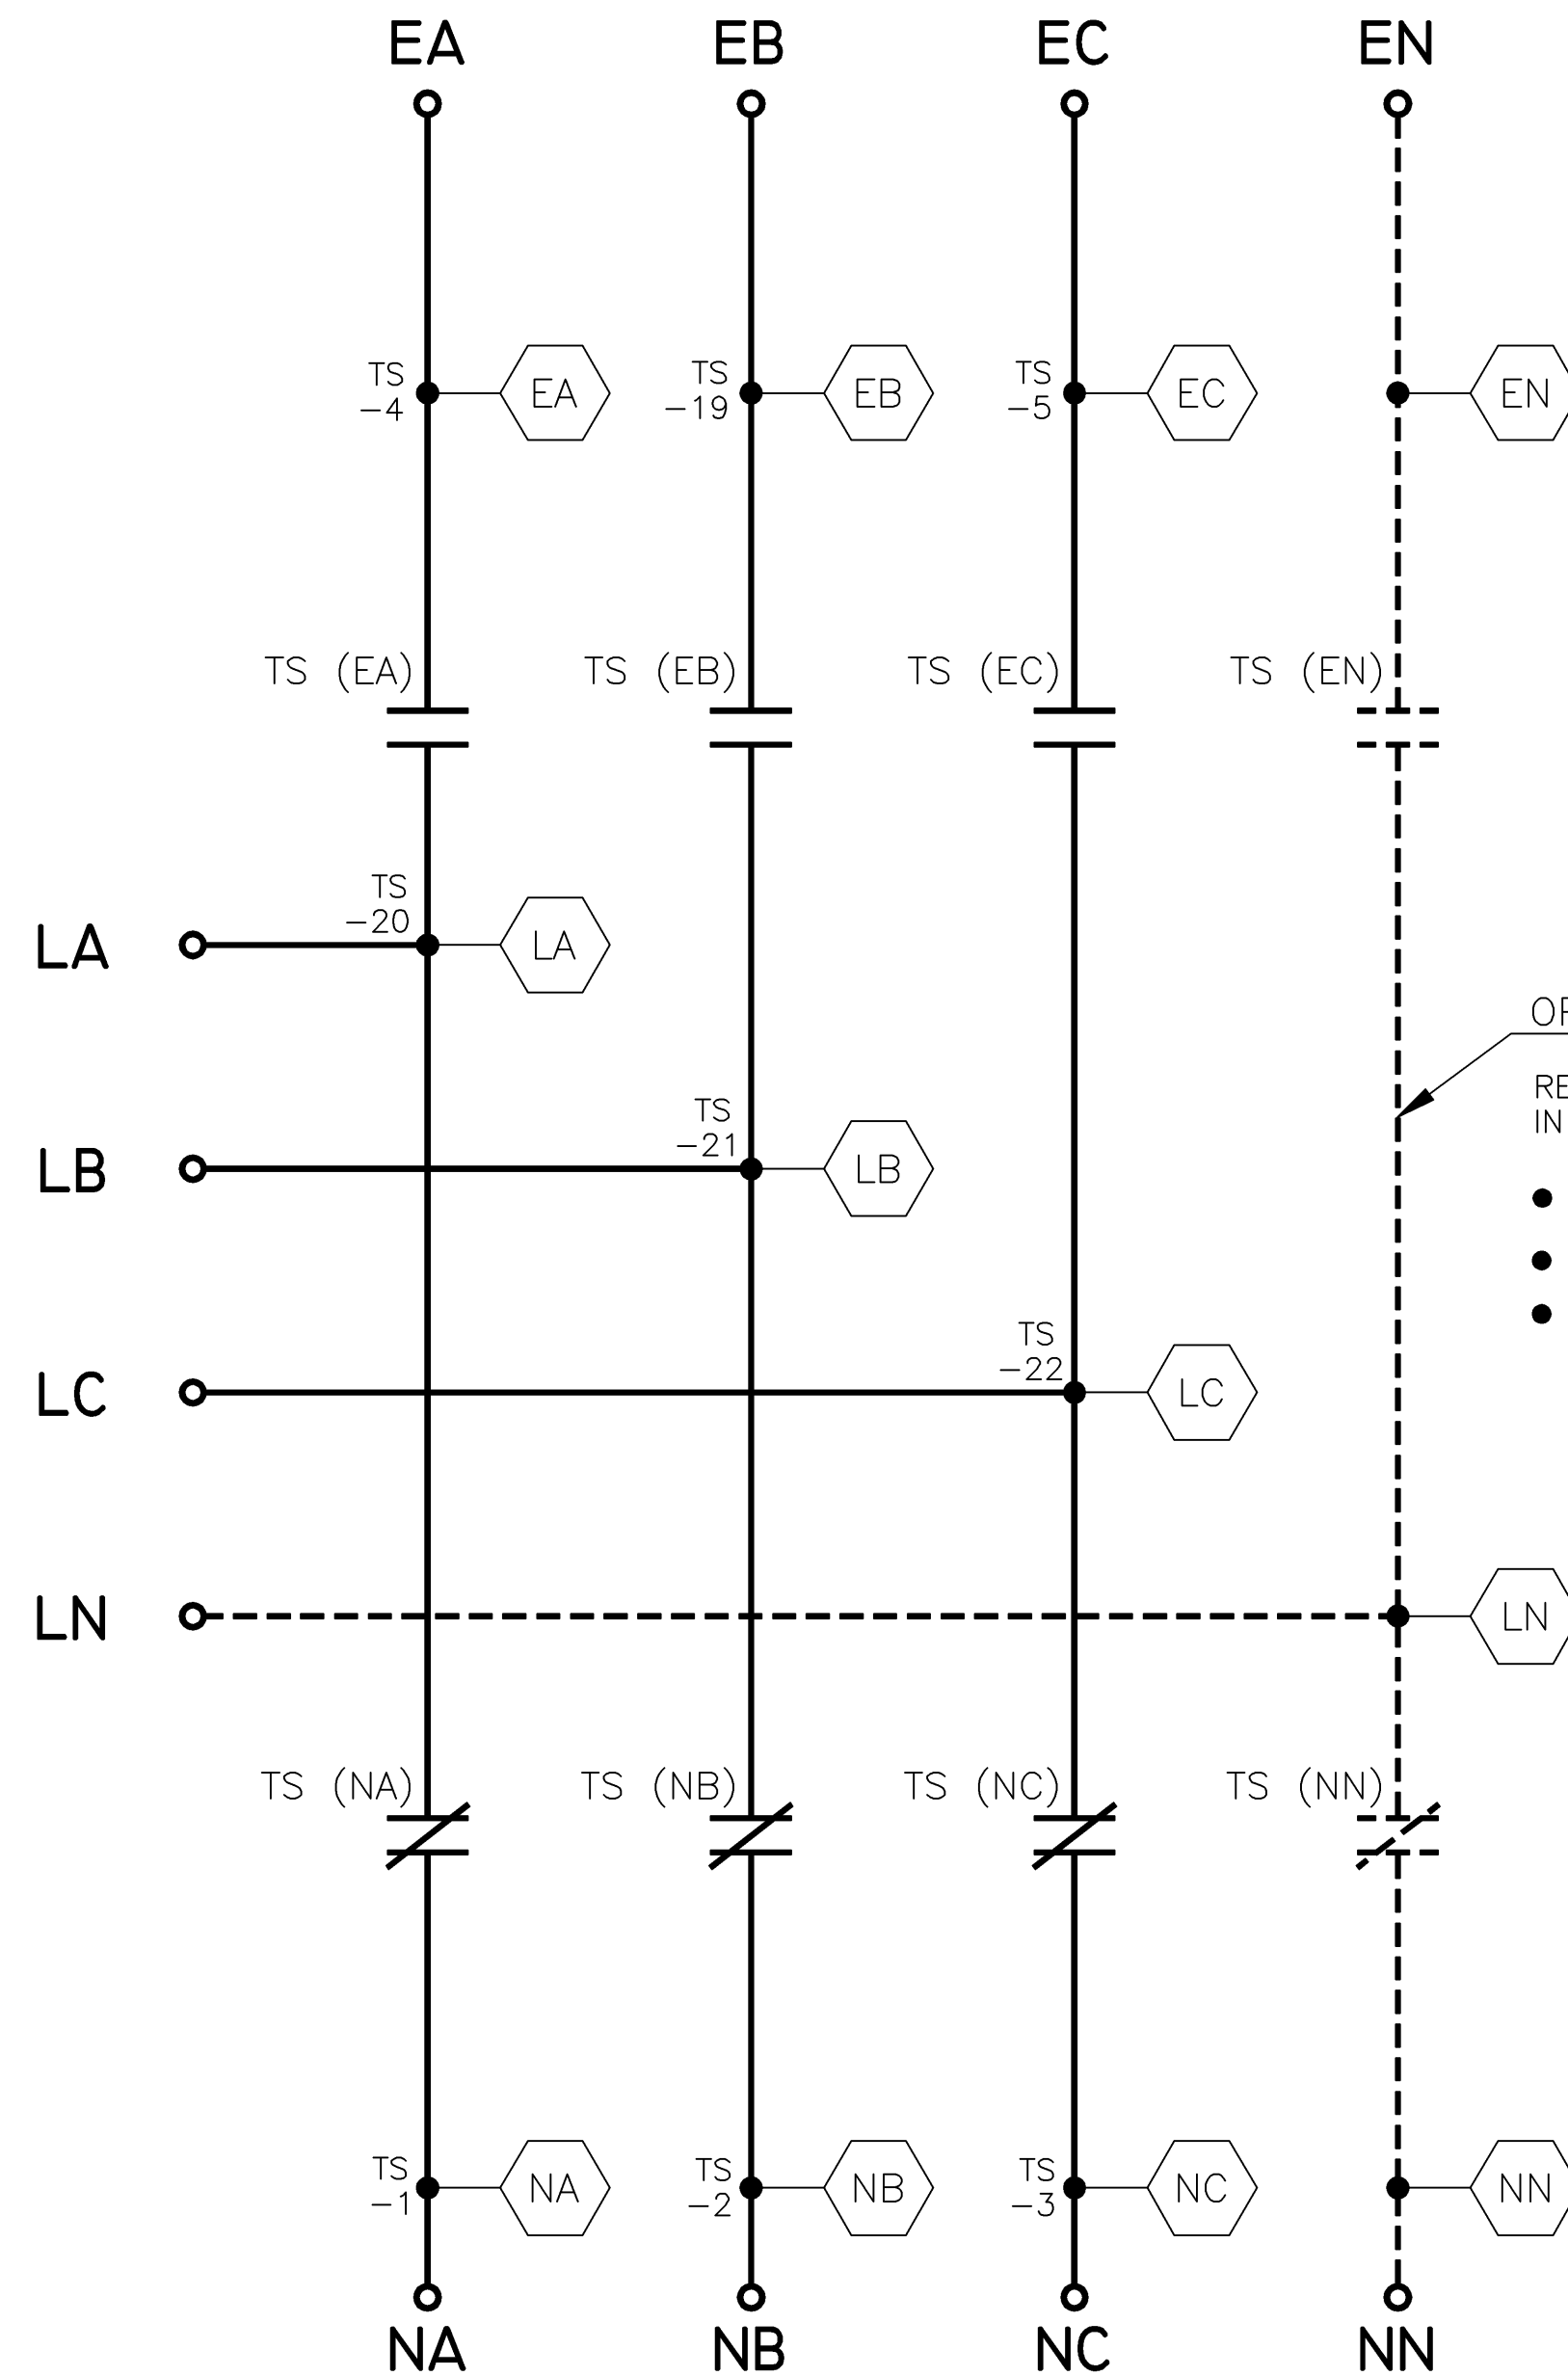 EA EB EC EN
TS
-4
EA
TS
-19
EB
TS
-5
EC
EN
TS (EA) TS (EB) TS (EC) TS (EN)
TS
-20
LA
LA
TS
-21
LB
LB
TS
-22
LC
LC
LN
LN
IN
TS (NA) TS (NB) TS (NC) TS (NN)
TS
-1
NA
TS
-2
NB
TS
-3
NC
NN
NA NB NC NN